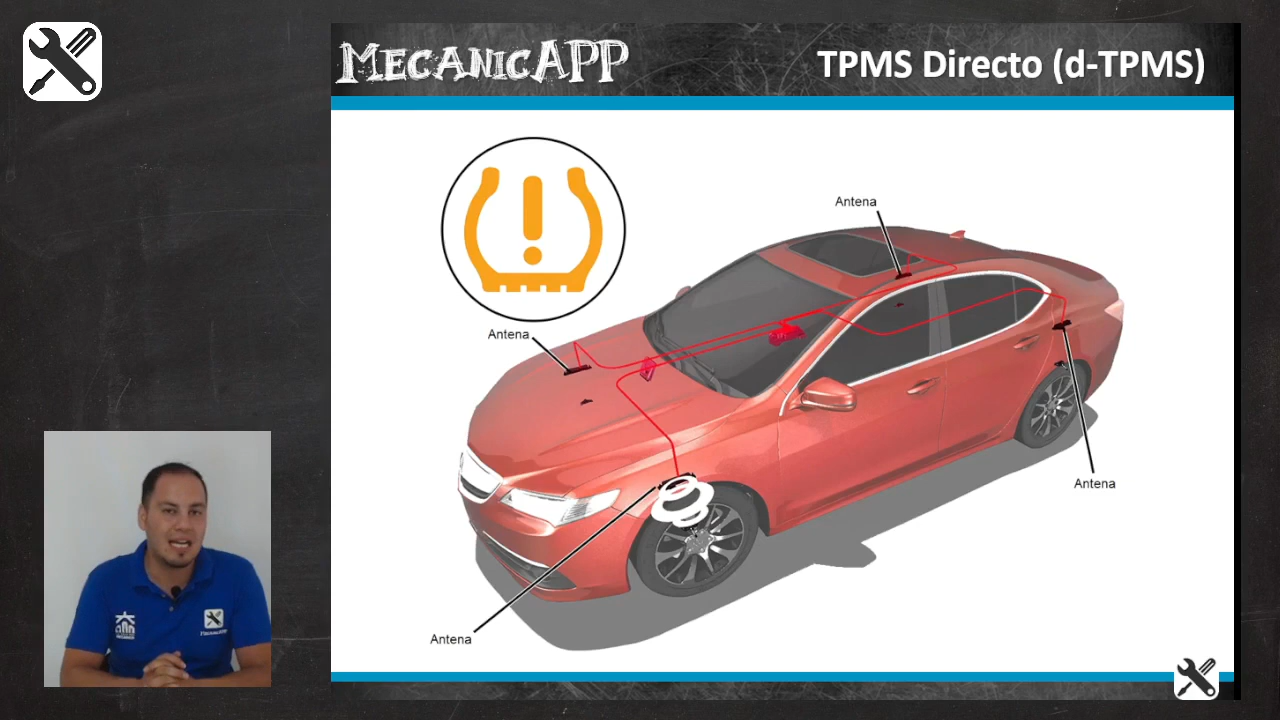 MECANICAPP
TPMS Directo (d-TPMS)
Antena
Antena
Antena
Antena